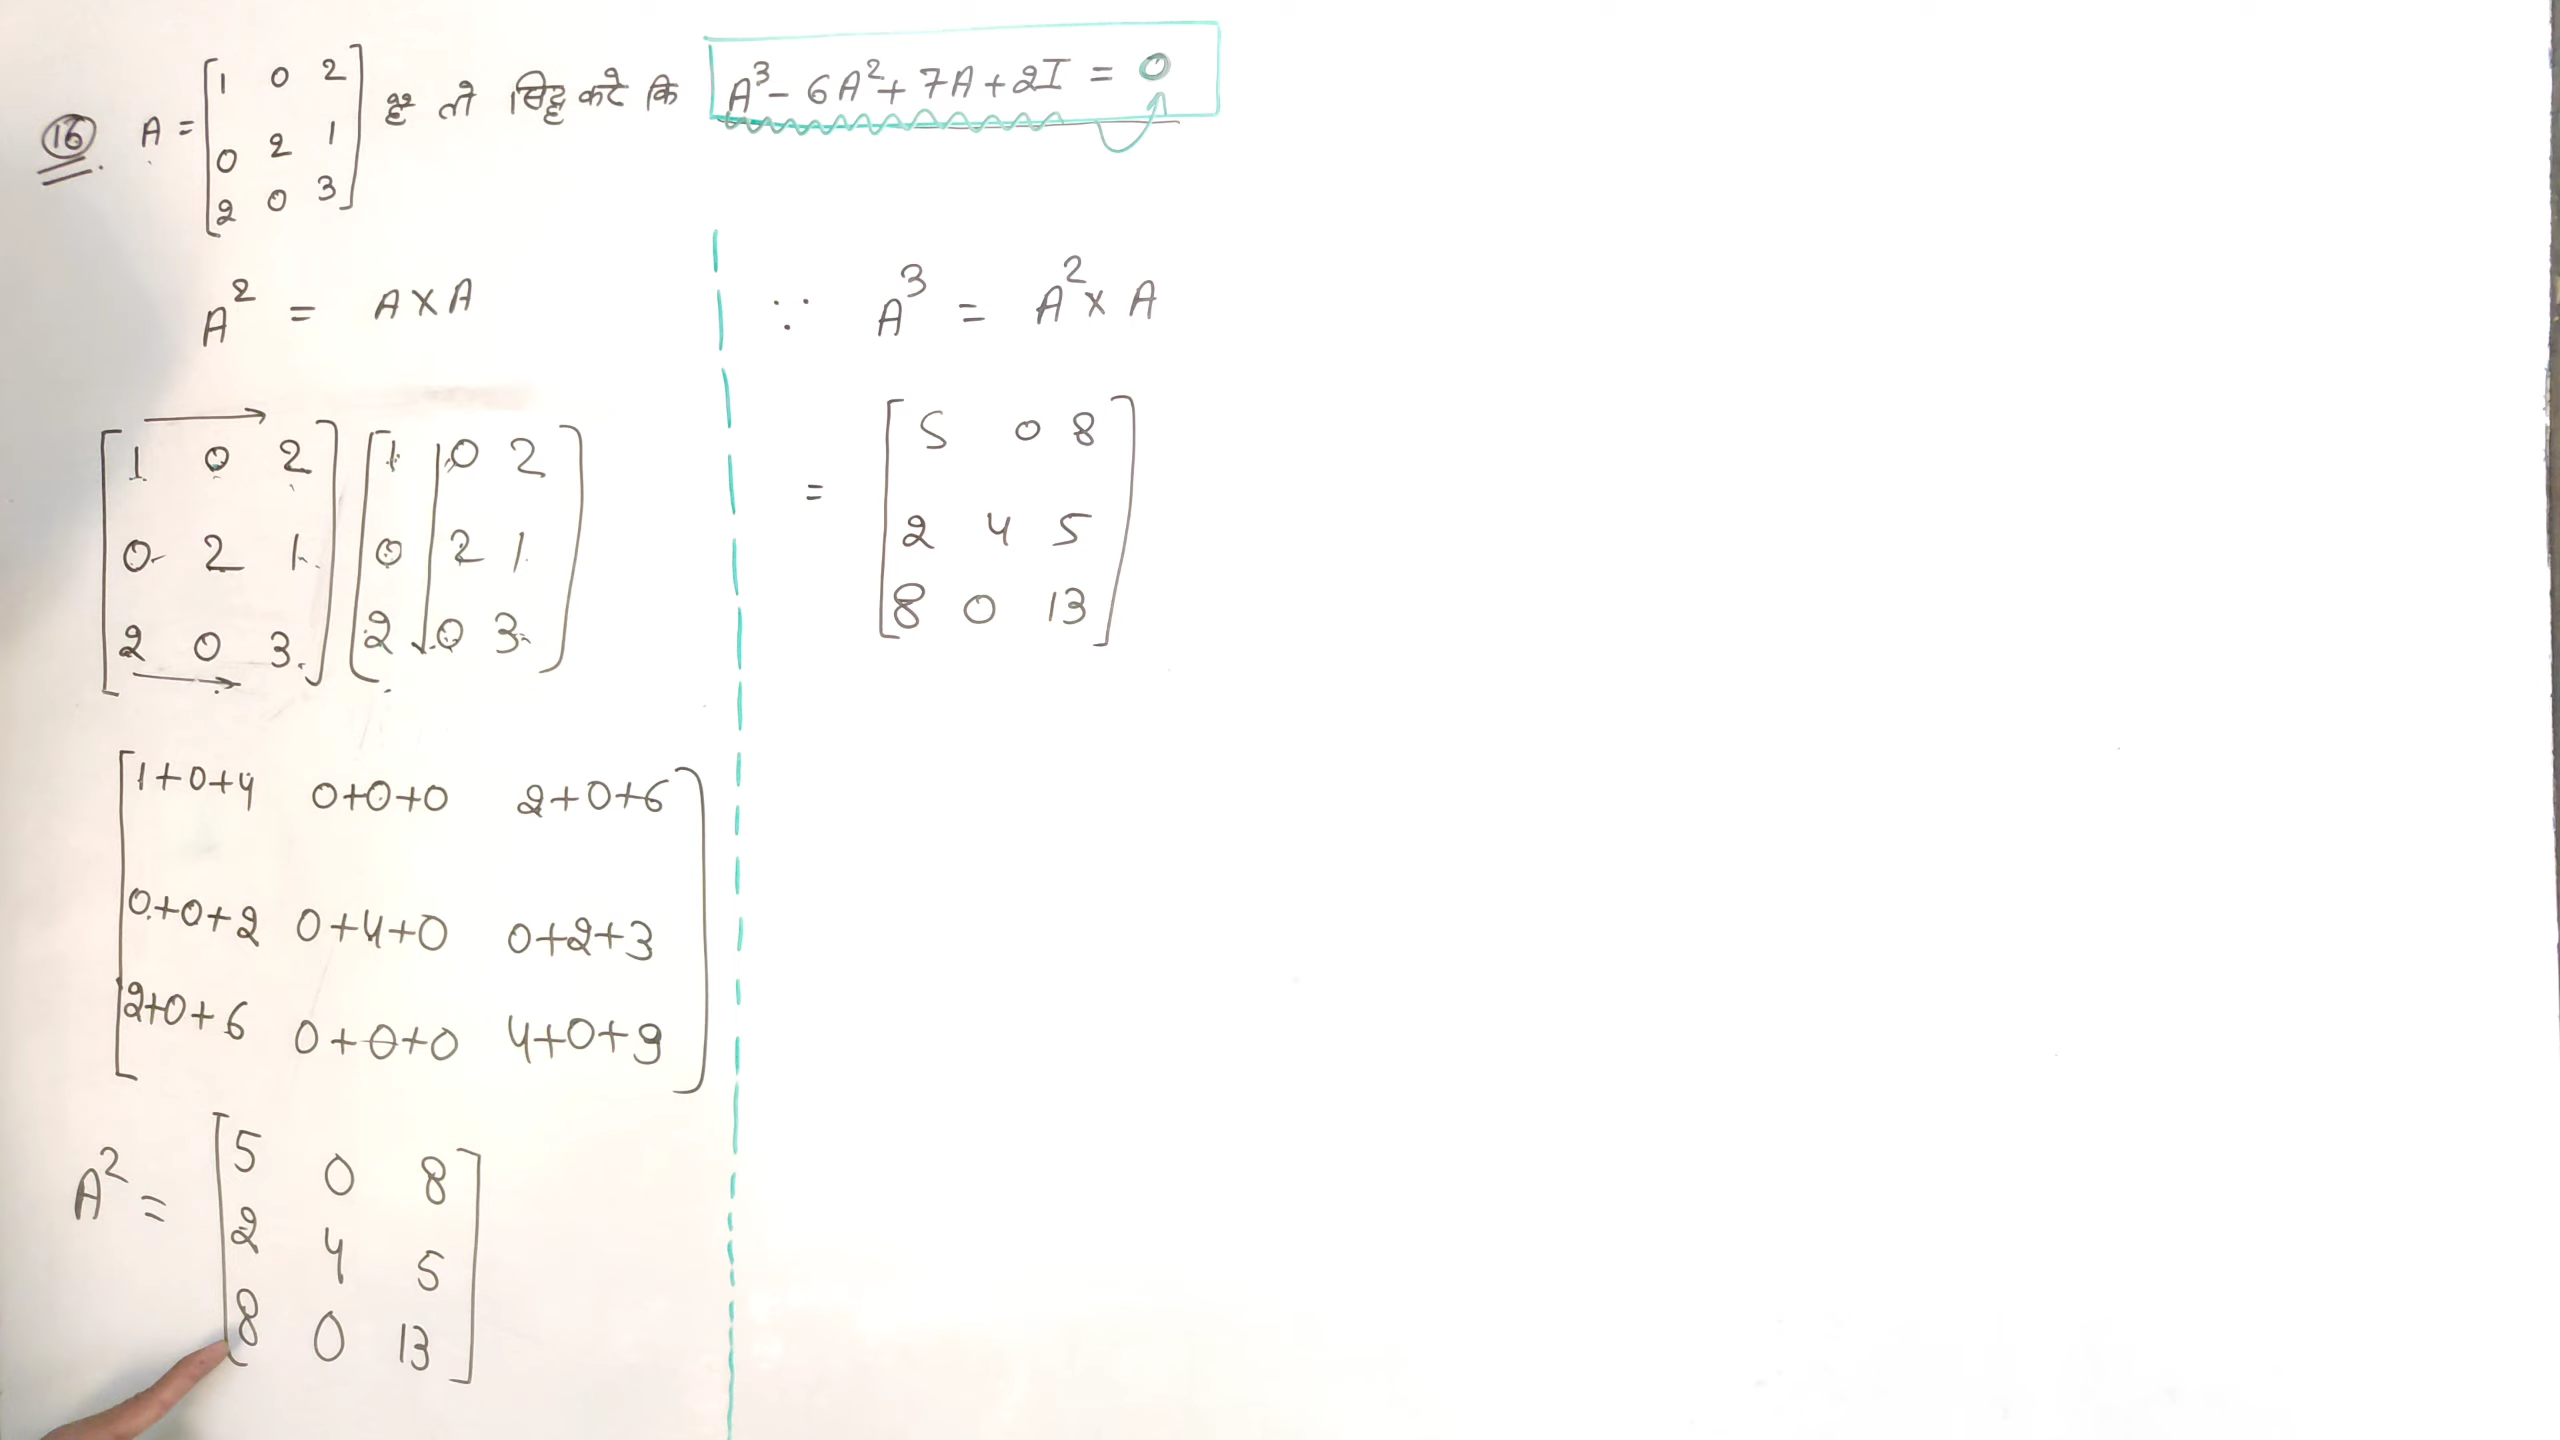 16. A = [1 0 2
0 2 1
2 0 3] है तो सिद्ध करे कि A³ - 6A² + 7A + 2I = 0
A² = A × A
[1 0 2
0 2 1
2 0 3] [1 0 2
0 2 1
2 0 3]
[1+0+4 0+0+0 2+0+6
0+0+2 0+4+0 0+2+3
2+0+6 0+0+0 4+0+9]
A² = [5 0 8
2 4 5
8 0 13]
∵ A³ = A² × A
= [5 0 8
2 4 5
8 0 13]